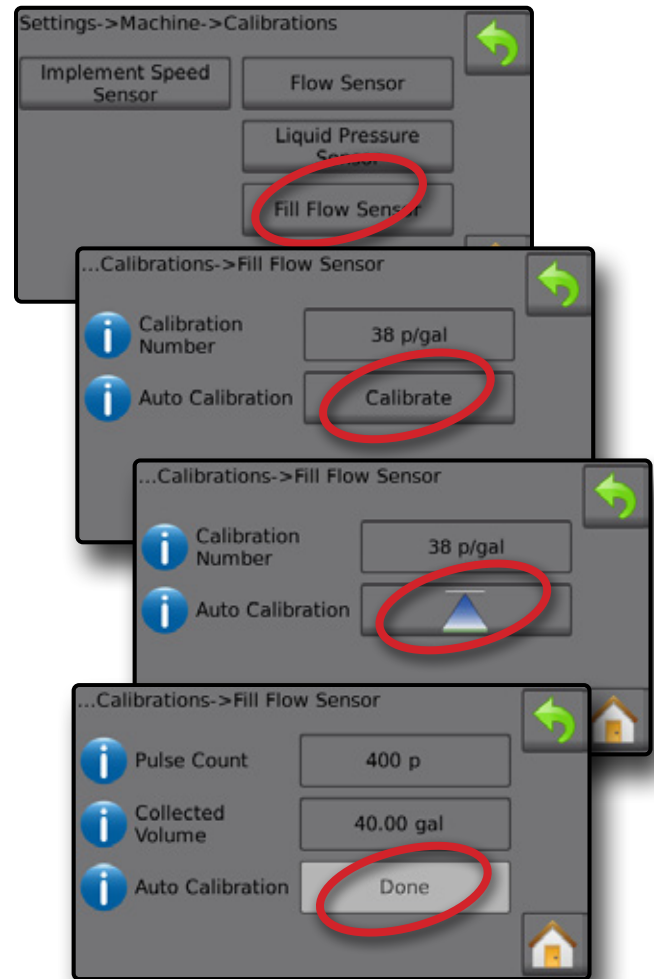 Settings->Machine->Calibrations
Implement Speed
Sensor
Flow Sensor
Liquid Pressure
Sensor
Fill Flow Sensor
...Calibrations->Fill Flow Sensor
Calibration
Number
38 p/gal
Auto Calibration
Calibrate
...Calibrations->Fill Flow Sensor
Calibration
Number
38 p/gal
Auto Calibration
...Calibrations->Fill Flow Sensor
Pulse Count
400 p
Collected
Volume
40.00 gal
Auto Calibration
Done